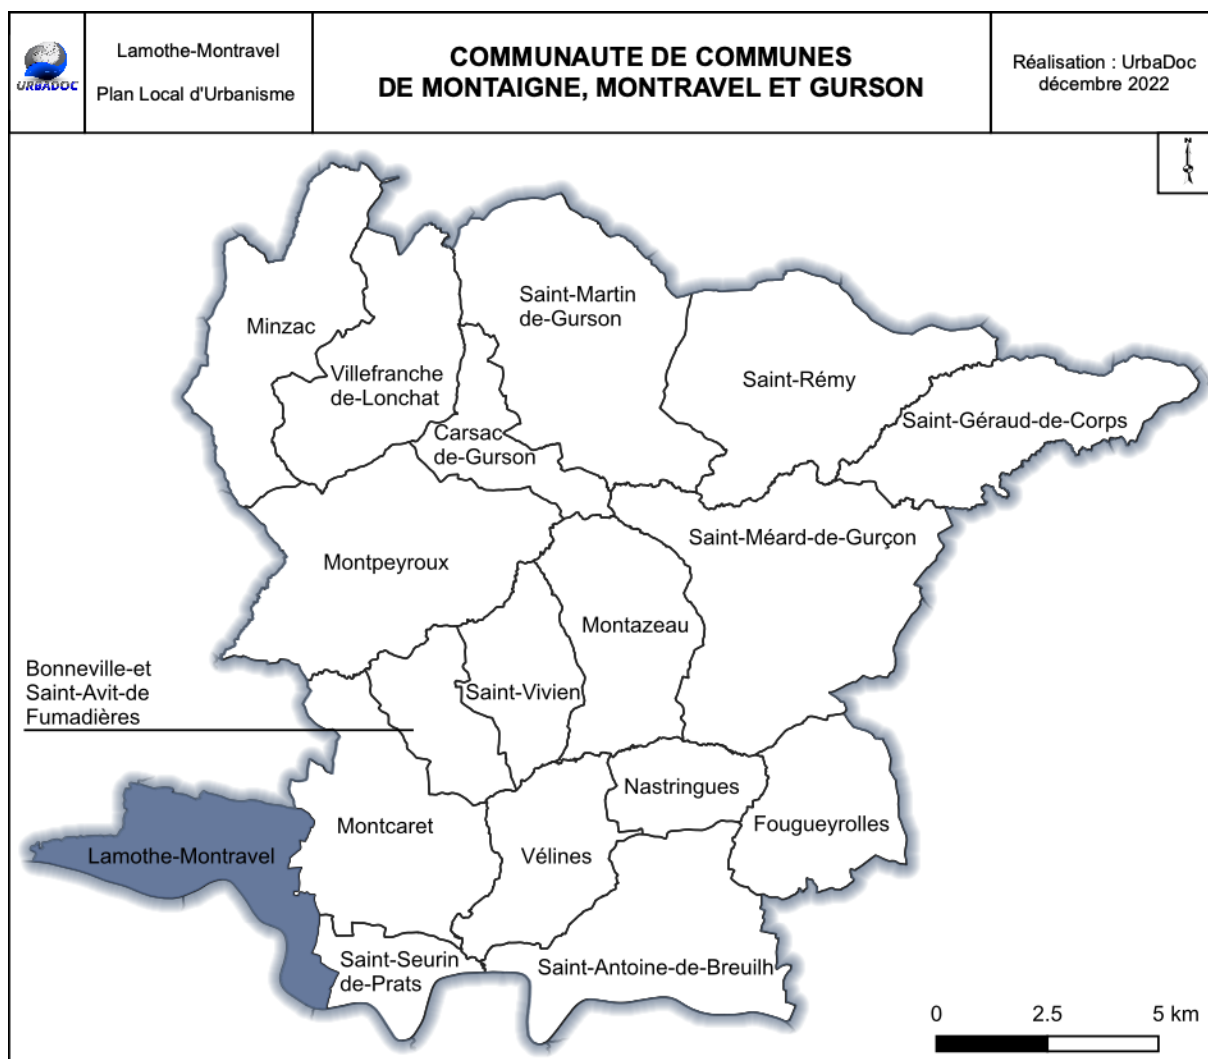 URBADOC
Lamothe-Montravel
Plan Local d'Urbanisme
COMMUNAUTE DE COMMUNES
DE MONTAIGNE, MONTRAVEL ET GURSON
Réalisation : UrbaDoc
décembre 2022
N
Minzac
Saint-Martin
de-Gurson
Villefranche
de-Lonchat
Saint-Rémy
Saint-Géraud-de-Corps
Carsac
de-Gurson
Saint-Méard-de-Gurçon
Montpeyroux
Montazeau
Bonneville-et
Saint-Avit-de
Fumadières
Saint-Vivien
Nastringues
Montcaret
Fougueyrolles
Lamothe-Montravel
Vélines
Saint-Seurin
de-Prats
Saint-Antoine-de-Breuilh
0 2.5 5 km